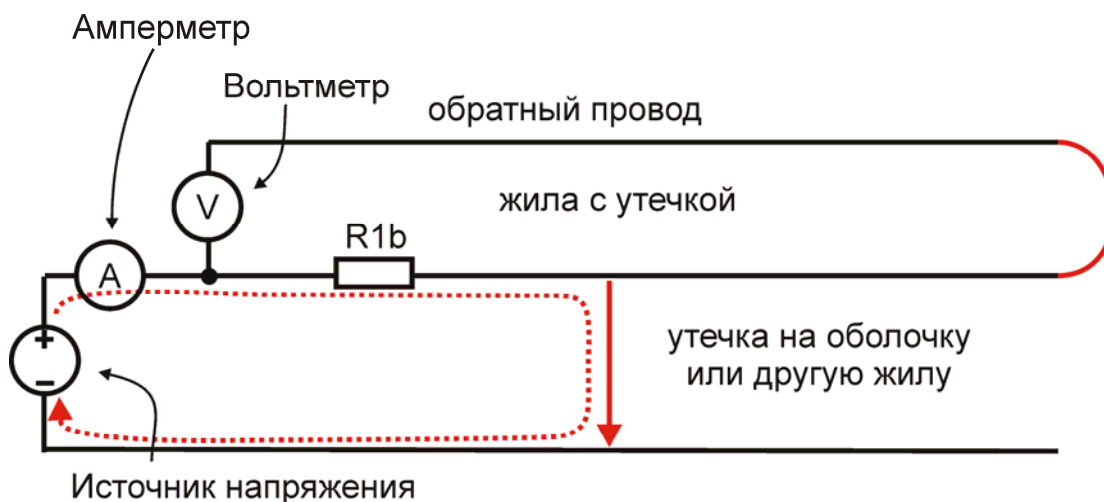 Амперметр
Вольтметр
обратный провод
V
жила с утечкой
R1b
A
+
утечка на оболочку
или другую жилу
–
Источник напряжения